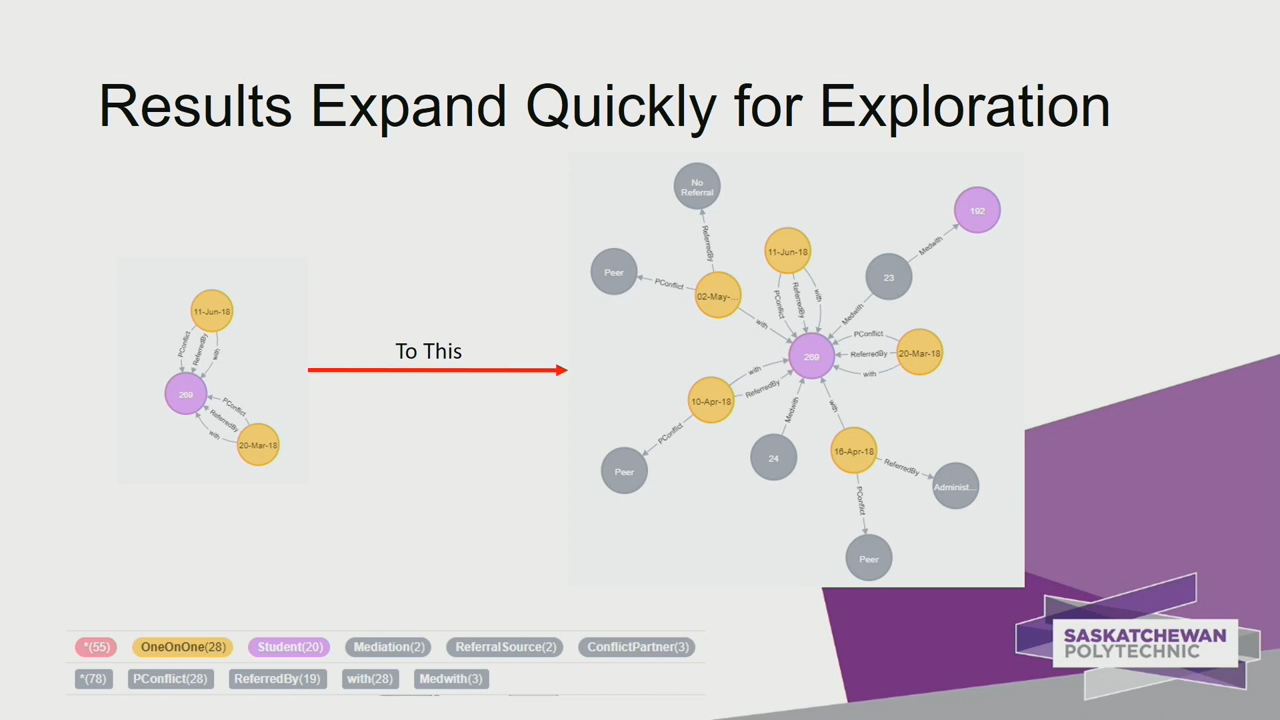 Results Expand Quickly for Exploration
11-Jun-18
PConflict
ReferredBy
with
269
PConflict
ReferredBy
with
20-Mar-18
To This
No
Referral
ReferredBy
Peer
PConflict
02-May-...
with
11-Jun-18
PConflict
ReferredBy
with
192
Medwith
23
Medwith
269
PConflict
ReferredBy
with
20-Mar-18
10-Apr-18
with
ReferredBy
PConflict
Peer
Medwith
24
with
16-Apr-18
ReferredBy
Administ...
PConflict
Peer
*(55) OneOnOne(28) Student(20) Mediation(2) ReferralSource(2) ConflictPartner(3)
*(78) PConflict(28) ReferredBy(19) with(28) Medwith(3)
SASKATCHEWAN
POLYTECHNIC